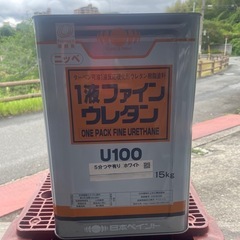 ニッペ
1液ファイン
ウレタン
ONE PACK FINE URETHANE
U100
5分つや有り ホワイト
15kg
日本ペイント